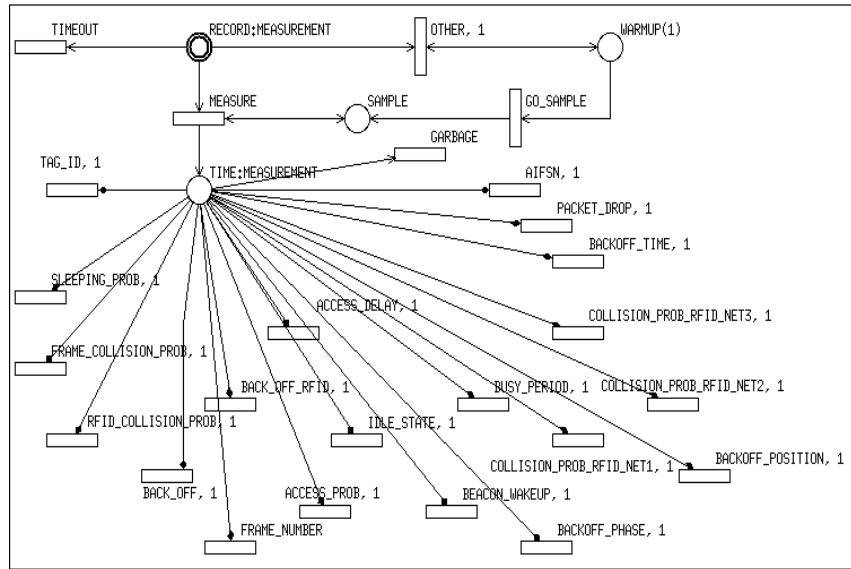 TIMEOUT
RECORD:MEASUREMENT
OTHER, 1
WARMUP(1)
MEASURE
SAMPLE
GO_SAMPLE
GARBAGE
TAG_ID, 1
TIME:MEASUREMENT
AIFSN, 1
PACKET_DROP, 1
BACKOFF_TIME, 1
SLEEPING_PROB, 1
ACCESS_DELAY, 1
COLLISION_PROB_RFID_NET3, 1
FRAME_COLLISION_PROB, 1
BACK_OFF_RFID, 1
BUSY_PERIOD, 1
COLLISION_PROB_RFID_NET2, 1
RFID_COLLISION_PROB, 1
IDLE_STATE, 1
COLLISION_PROB_RFID_NET1, 1
BACKOFF_POSITION, 1
BACK_OFF, 1
ACCESS_PROB, 1
BEACON_WAKEUP, 1
FRAME_NUMBER
BACKOFF_PHASE, 1